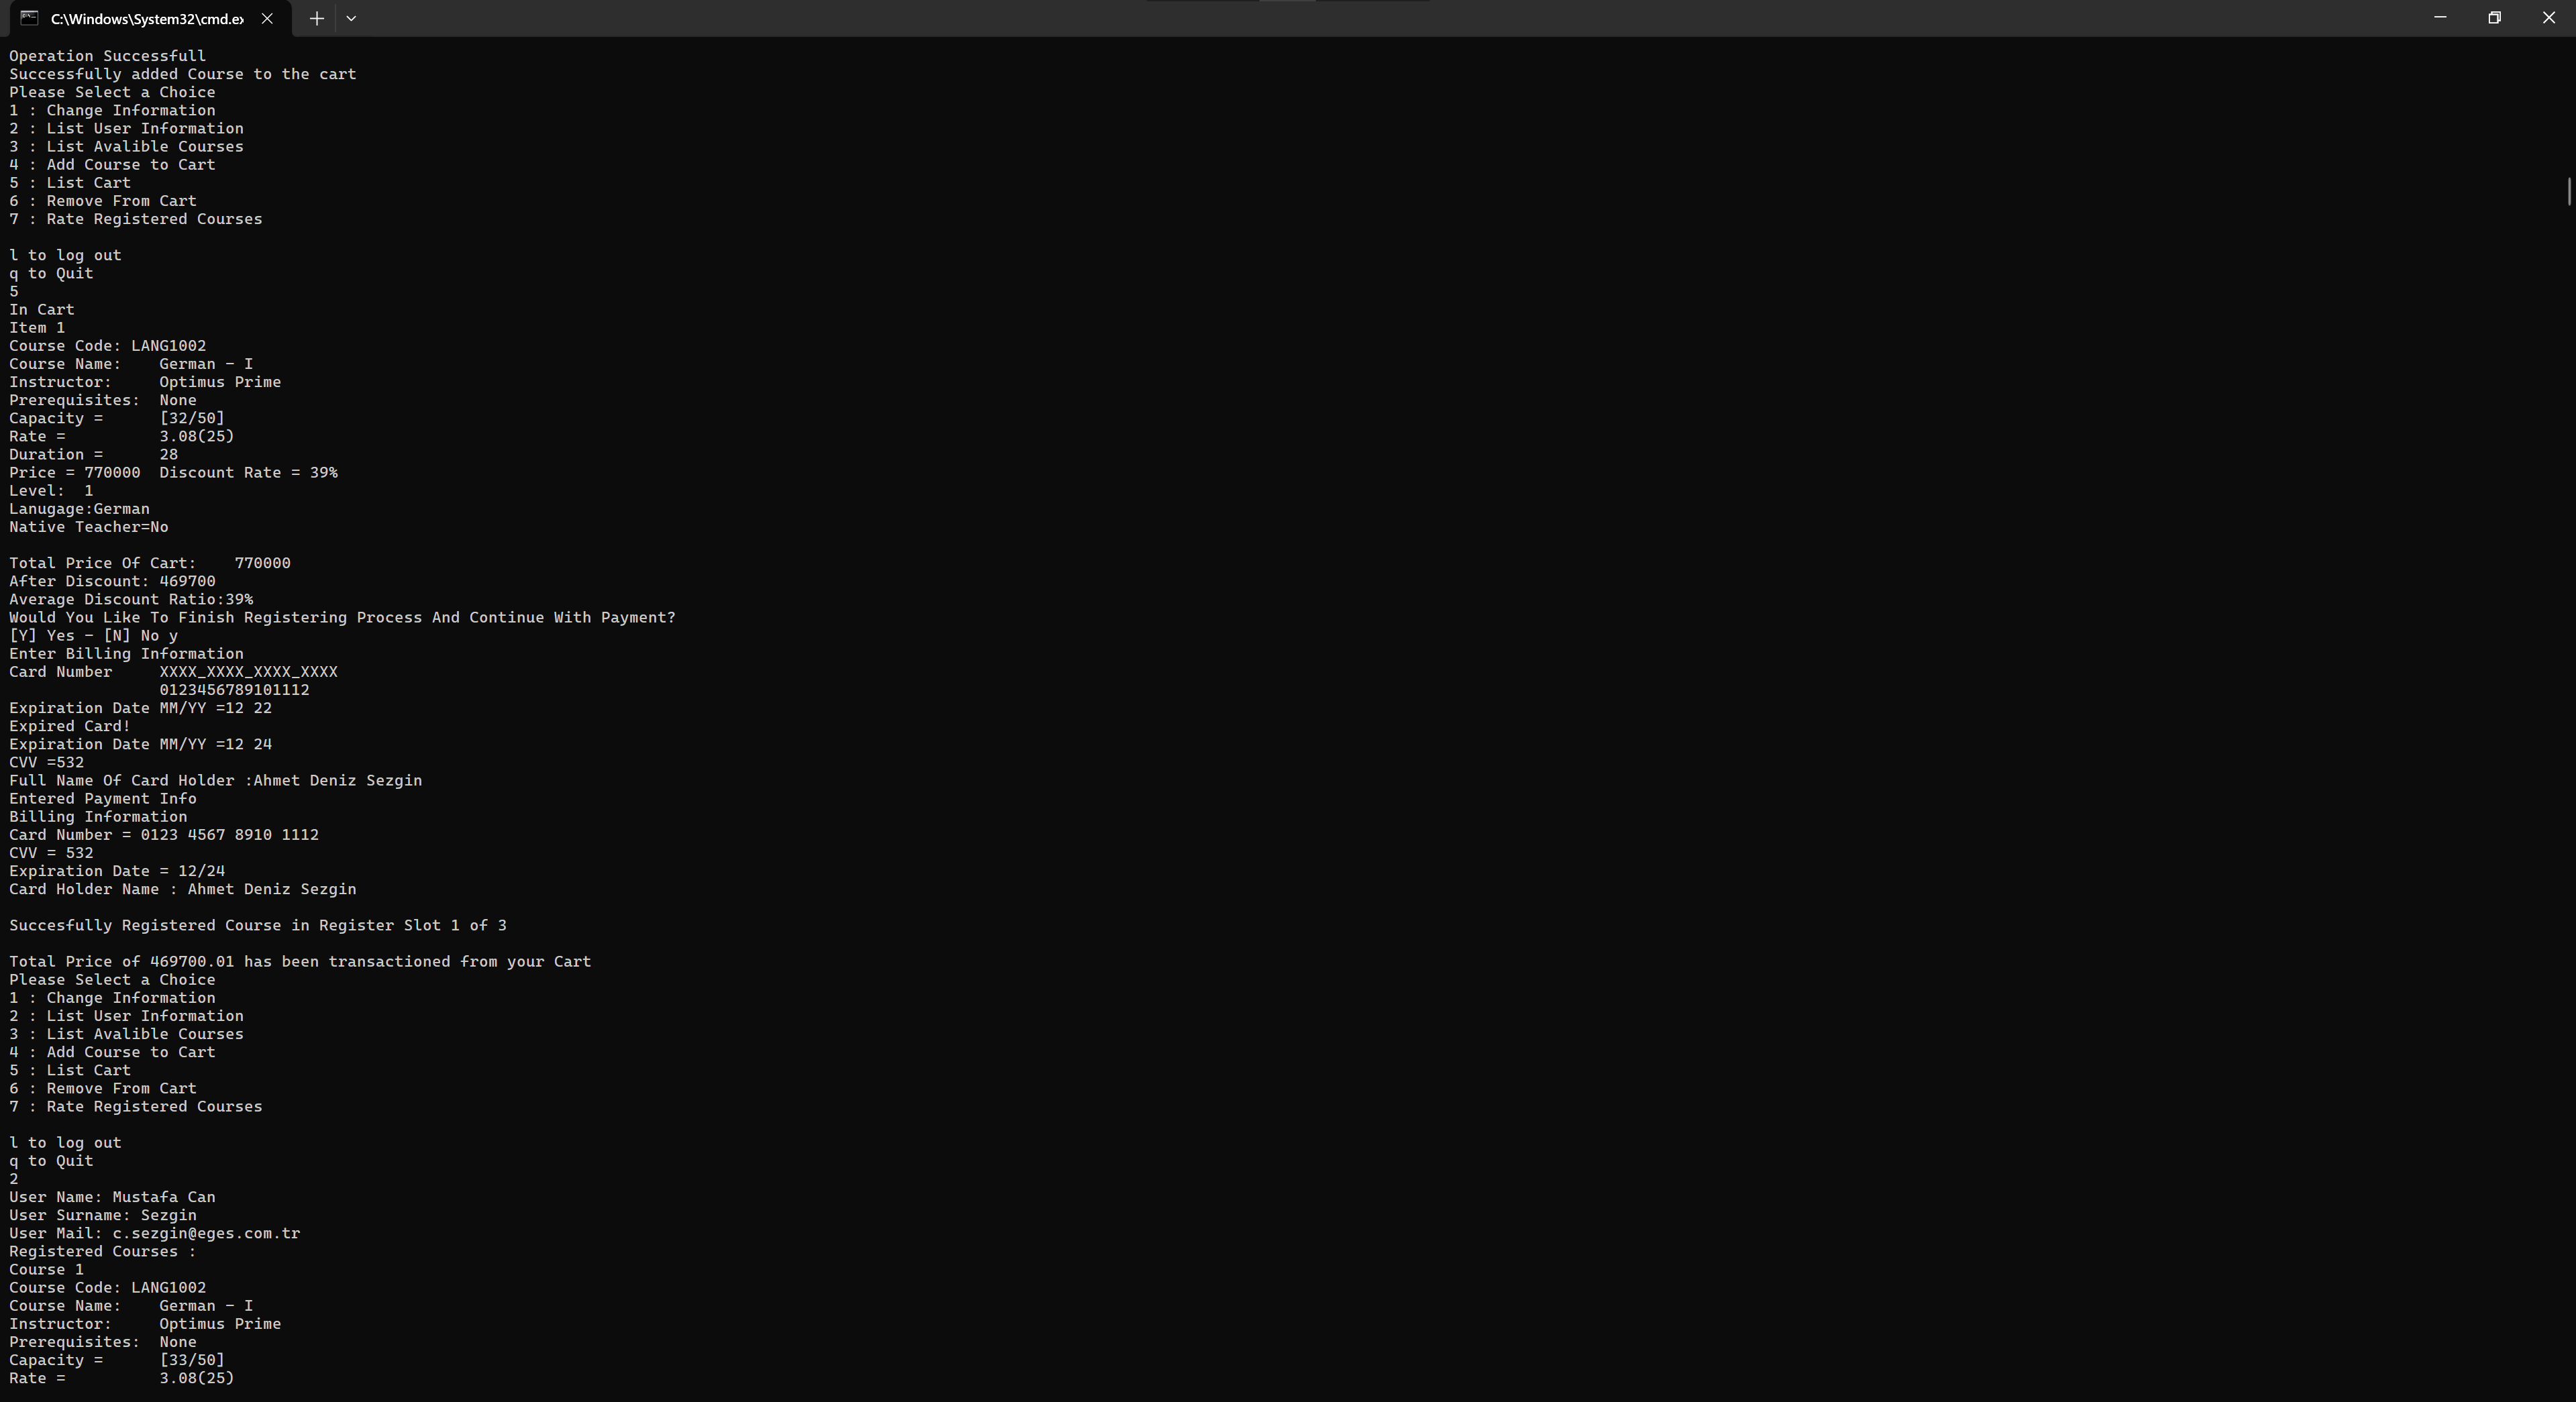 C:\Windows\System32\cmd.ex
Operation Successfull
Successfully added Course to the cart
Please Select a Choice
1 : Change Information
2 : List User Information
3 : List Avalible Courses
4 : Add Course to Cart
5 : List Cart
6 : Remove From Cart
7 : Rate Registered Courses
l to log out
q to Quit
5
In Cart
Item 1
Course Code: LANG1002
Course Name:    German - I
Instructor:     Optimus Prime
Prerequisites:  None
Capacity =      [32/50]
Rate =          3.08(25)
Duration =      28
Price = 770000  Discount Rate = 39%
Level:  1
Lanugage:German
Native Teacher=No
Total Price Of Cart:    770000
After Discount: 469700
Average Discount Ratio:39%
Would You Like To Finish Registering Process And Continue With Payment?
[Y] Yes - [N] No y
Enter Billing Information
Card Number     XXXX_XXXX_XXXX_XXXX
0123456789101112
Expiration Date MM/YY =12 22
Expired Card!
Expiration Date MM/YY =12 24
CVV =532
Full Name Of Card Holder :Ahmet Deniz Sezgin
Entered Payment Info
Billing Information
Card Number = 0123 4567 8910 1112
CVV = 532
Expiration Date = 12/24
Card Holder Name : Ahmet Deniz Sezgin
Succesfully Registered Course in Register Slot 1 of 3
Total Price of 469700.01 has been transactioned from your Cart
Please Select a Choice
1 : Change Information
2 : List User Information
3 : List Avalible Courses
4 : Add Course to Cart
5 : List Cart
6 : Remove From Cart
7 : Rate Registered Courses
l to log out
q to Quit
2
User Name: Mustafa Can
User Surname: Sezgin
User Mail: c.sezgin@eges.com.tr
Registered Courses :
Course 1
Course Code: LANG1002
Course Name:    German - I
Instructor:     Optimus Prime
Prerequisites:  None
Capacity =      [33/50]
Rate =          3.08(25)